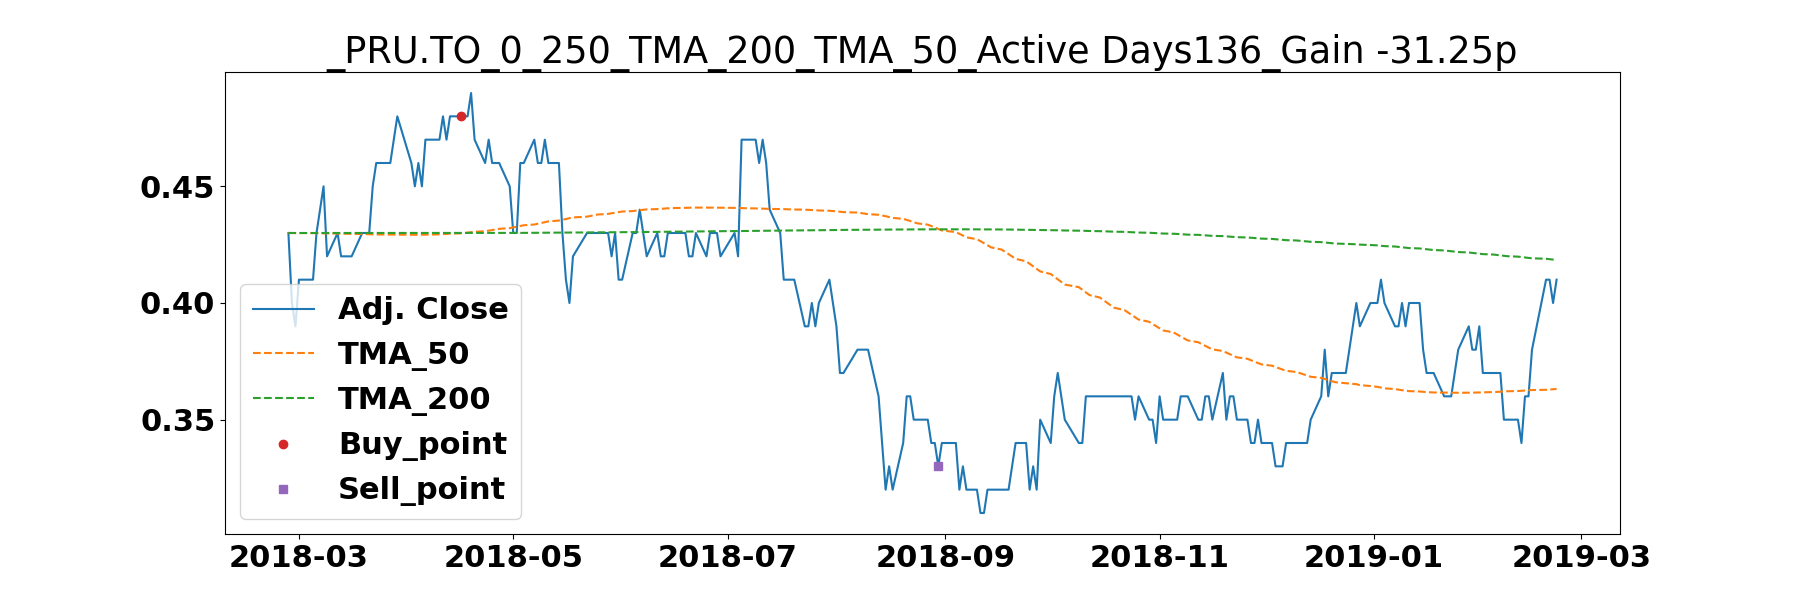 _PRU.TO_0_250_TMA_200_TMA_50_Active Days136_Gain -31.25p
0.45
0.40
0.35
Adj. Close
TMA_50
TMA_200
Buy_point
Sell_point
2018-03 2018-05 2018-07 2018-09 2018-11 2019-01 2019-03